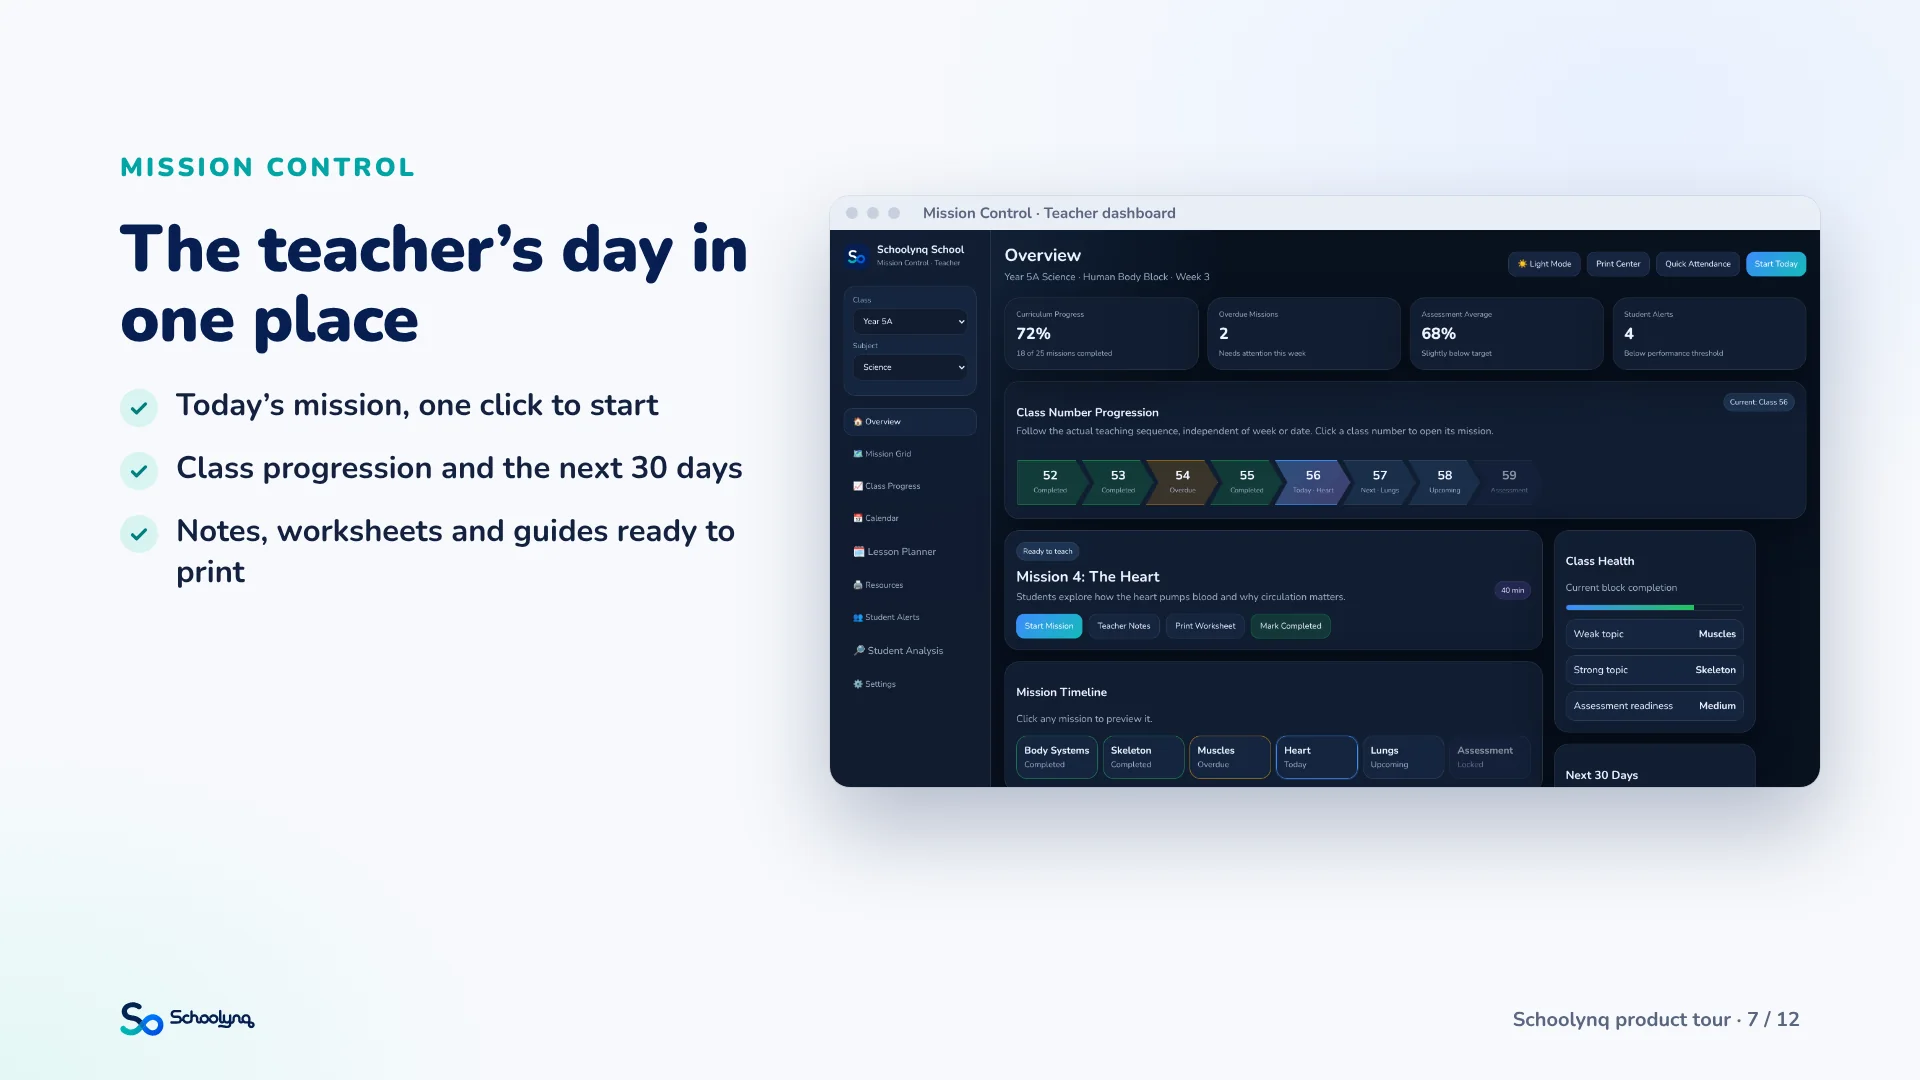 MISSION CONTROL
The teacher’s day in
one place
Today’s mission, one click to start
Class progression and the next 30 days
Notes, worksheets and guides ready to
print
Mission Control · Teacher dashboard
Schoolynq School
Mission Control · Teacher
Class
Year 5A
Subject
Science
Overview
Mission Grid
Class Progress
Calendar
Lesson Planner
Resources
Student Alerts
Student Analysis
Settings
Overview
Year 5A Science · Human Body Block · Week 3
Light Mode
Print Center
Quick Attendance
Start Today
Curriculum Progress
72%
18 of 25 missions completed
Overdue Missions
2
Needs attention this week
Assessment Average
68%
Slightly below target
Student Alerts
4
Below performance threshold
Class Number Progression
Current: Class 56
Follow the actual teaching sequence, independent of week or date. Click a class number to open its mission.
52
Completed
53
Completed
54
Overdue
55
Completed
56
Today · Heart
57
Next · Lungs
58
Upcoming
59
Assessment
Ready to teach
Mission 4: The Heart
Students explore how the heart pumps blood and why circulation matters.
40 min
Start Mission
Teacher Notes
Print Worksheet
Mark Completed
Mission Timeline
Click any mission to preview it.
Body Systems
Completed
Skeleton
Completed
Muscles
Overdue
Heart
Today
Lungs
Upcoming
Assessment
Locked
Class Health
Current block completion
Weak topic Muscles
Strong topic Skeleton
Assessment readiness Medium
Next 30 Days
So Schoolynq
Schoolynq product tour · 7 / 12